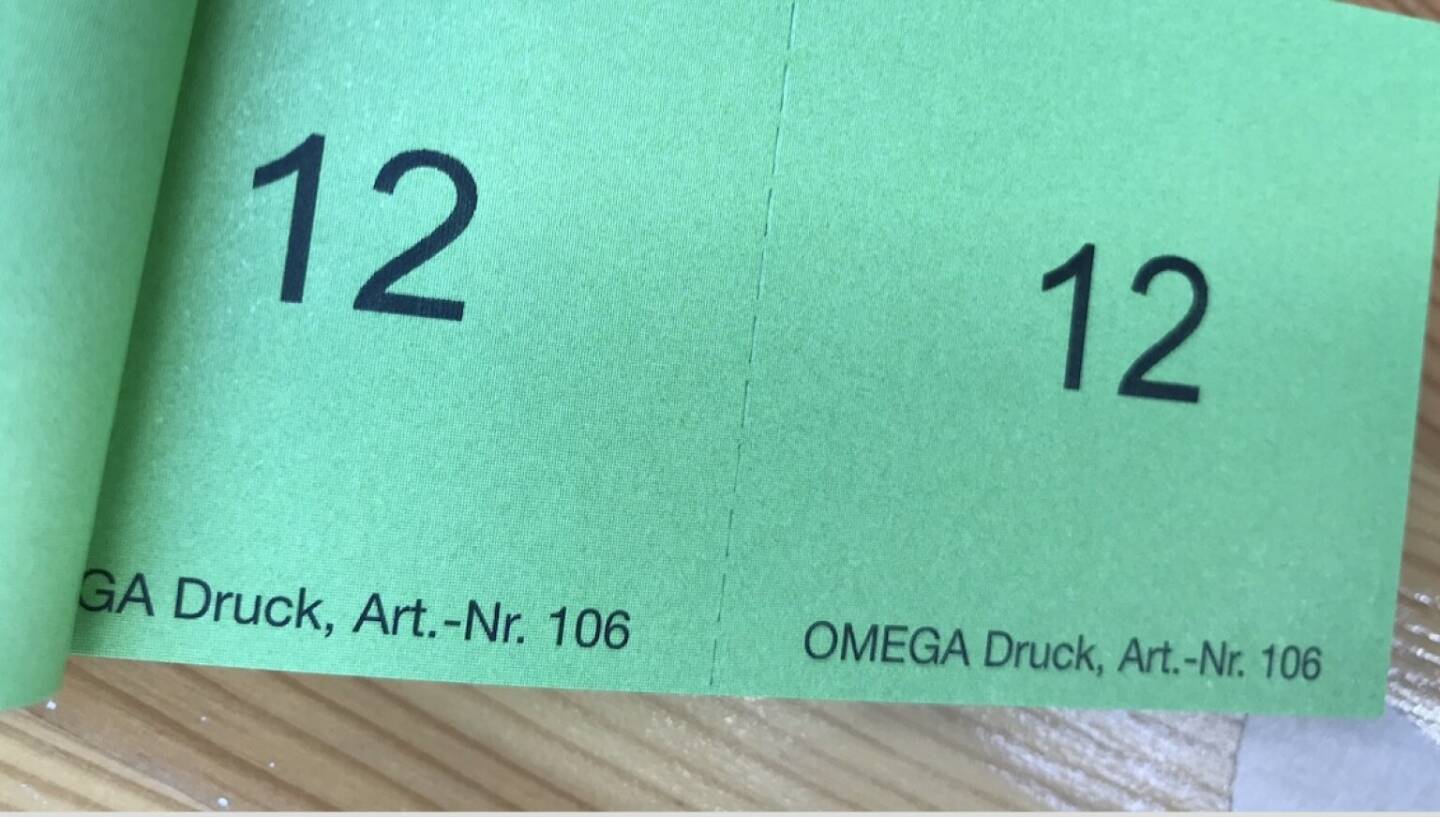 12
12
GA Druck, Art.-Nr. 106
OMEGA Druck, Art.-Nr. 106